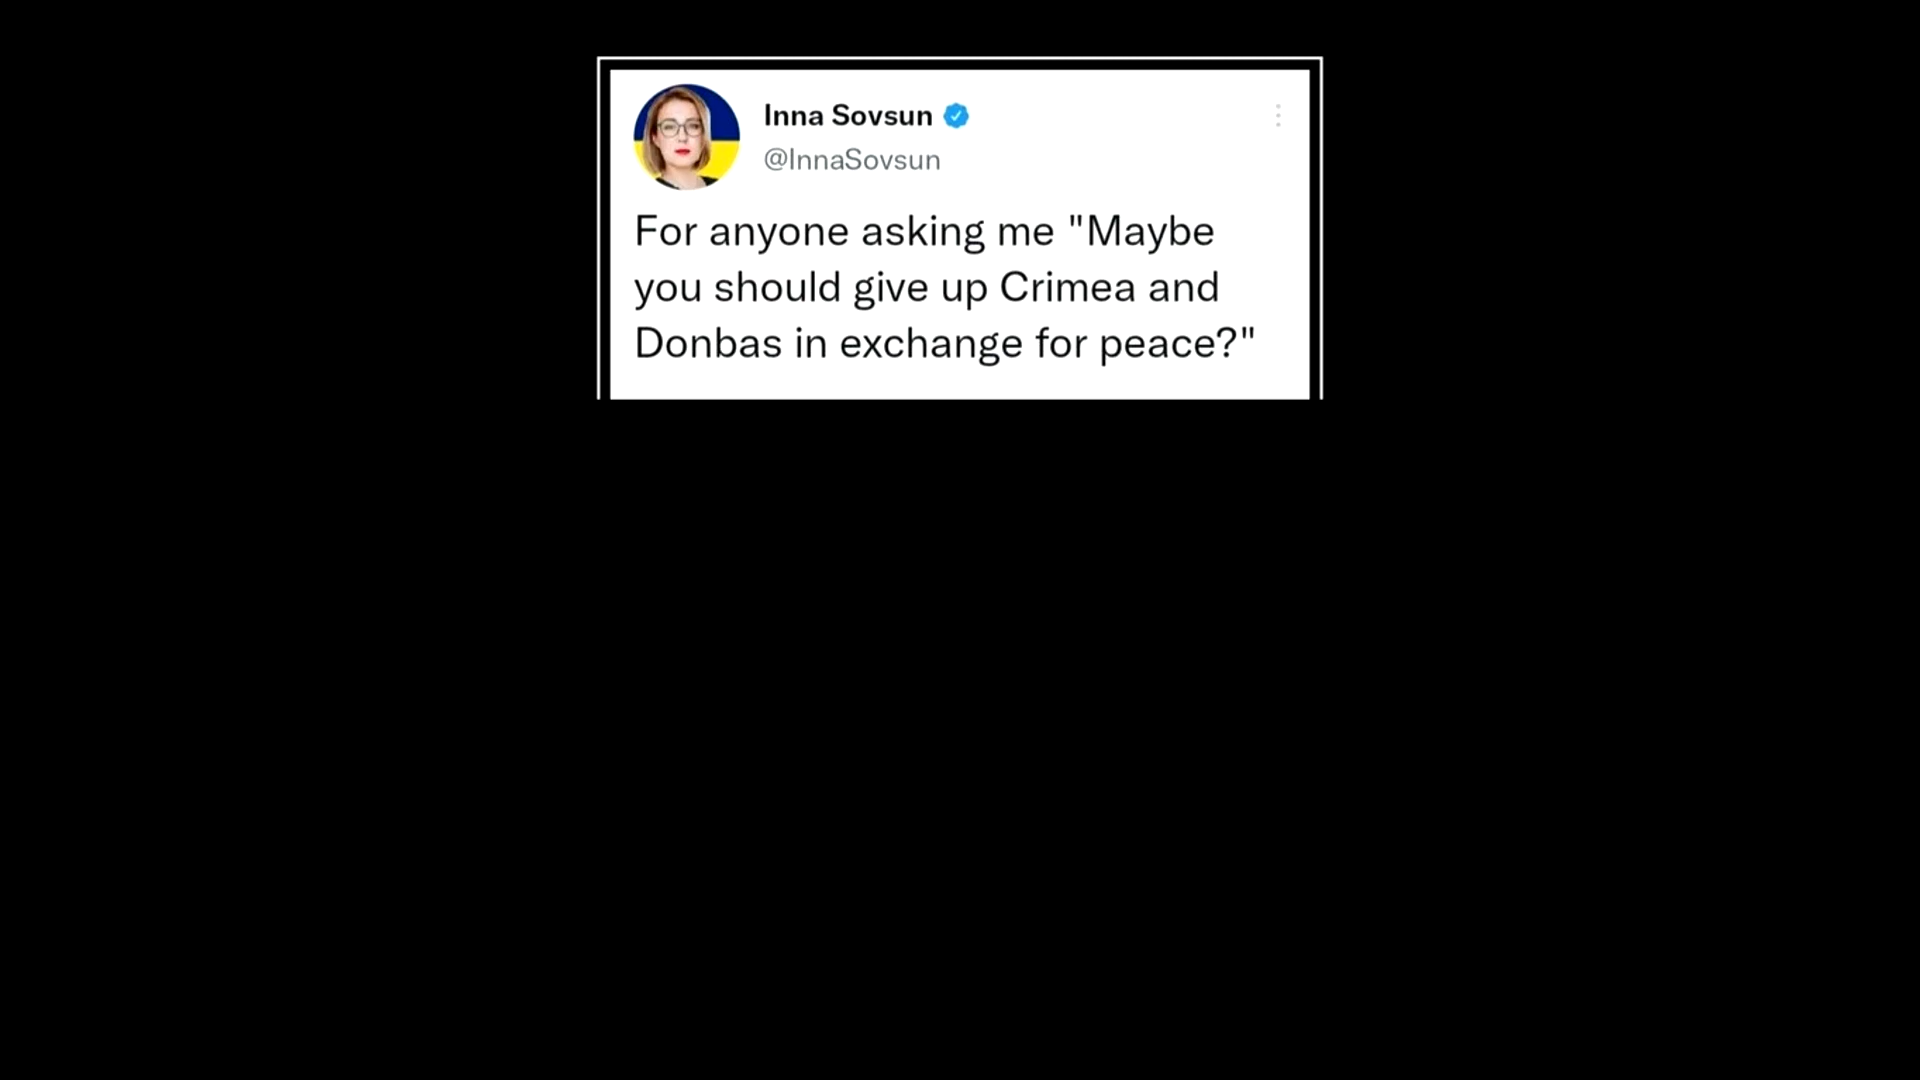 Inna Sovsun
@InnaSovsun
For anyone asking me "Maybe
you should give up Crimea and
Donbas in exchange for peace?"